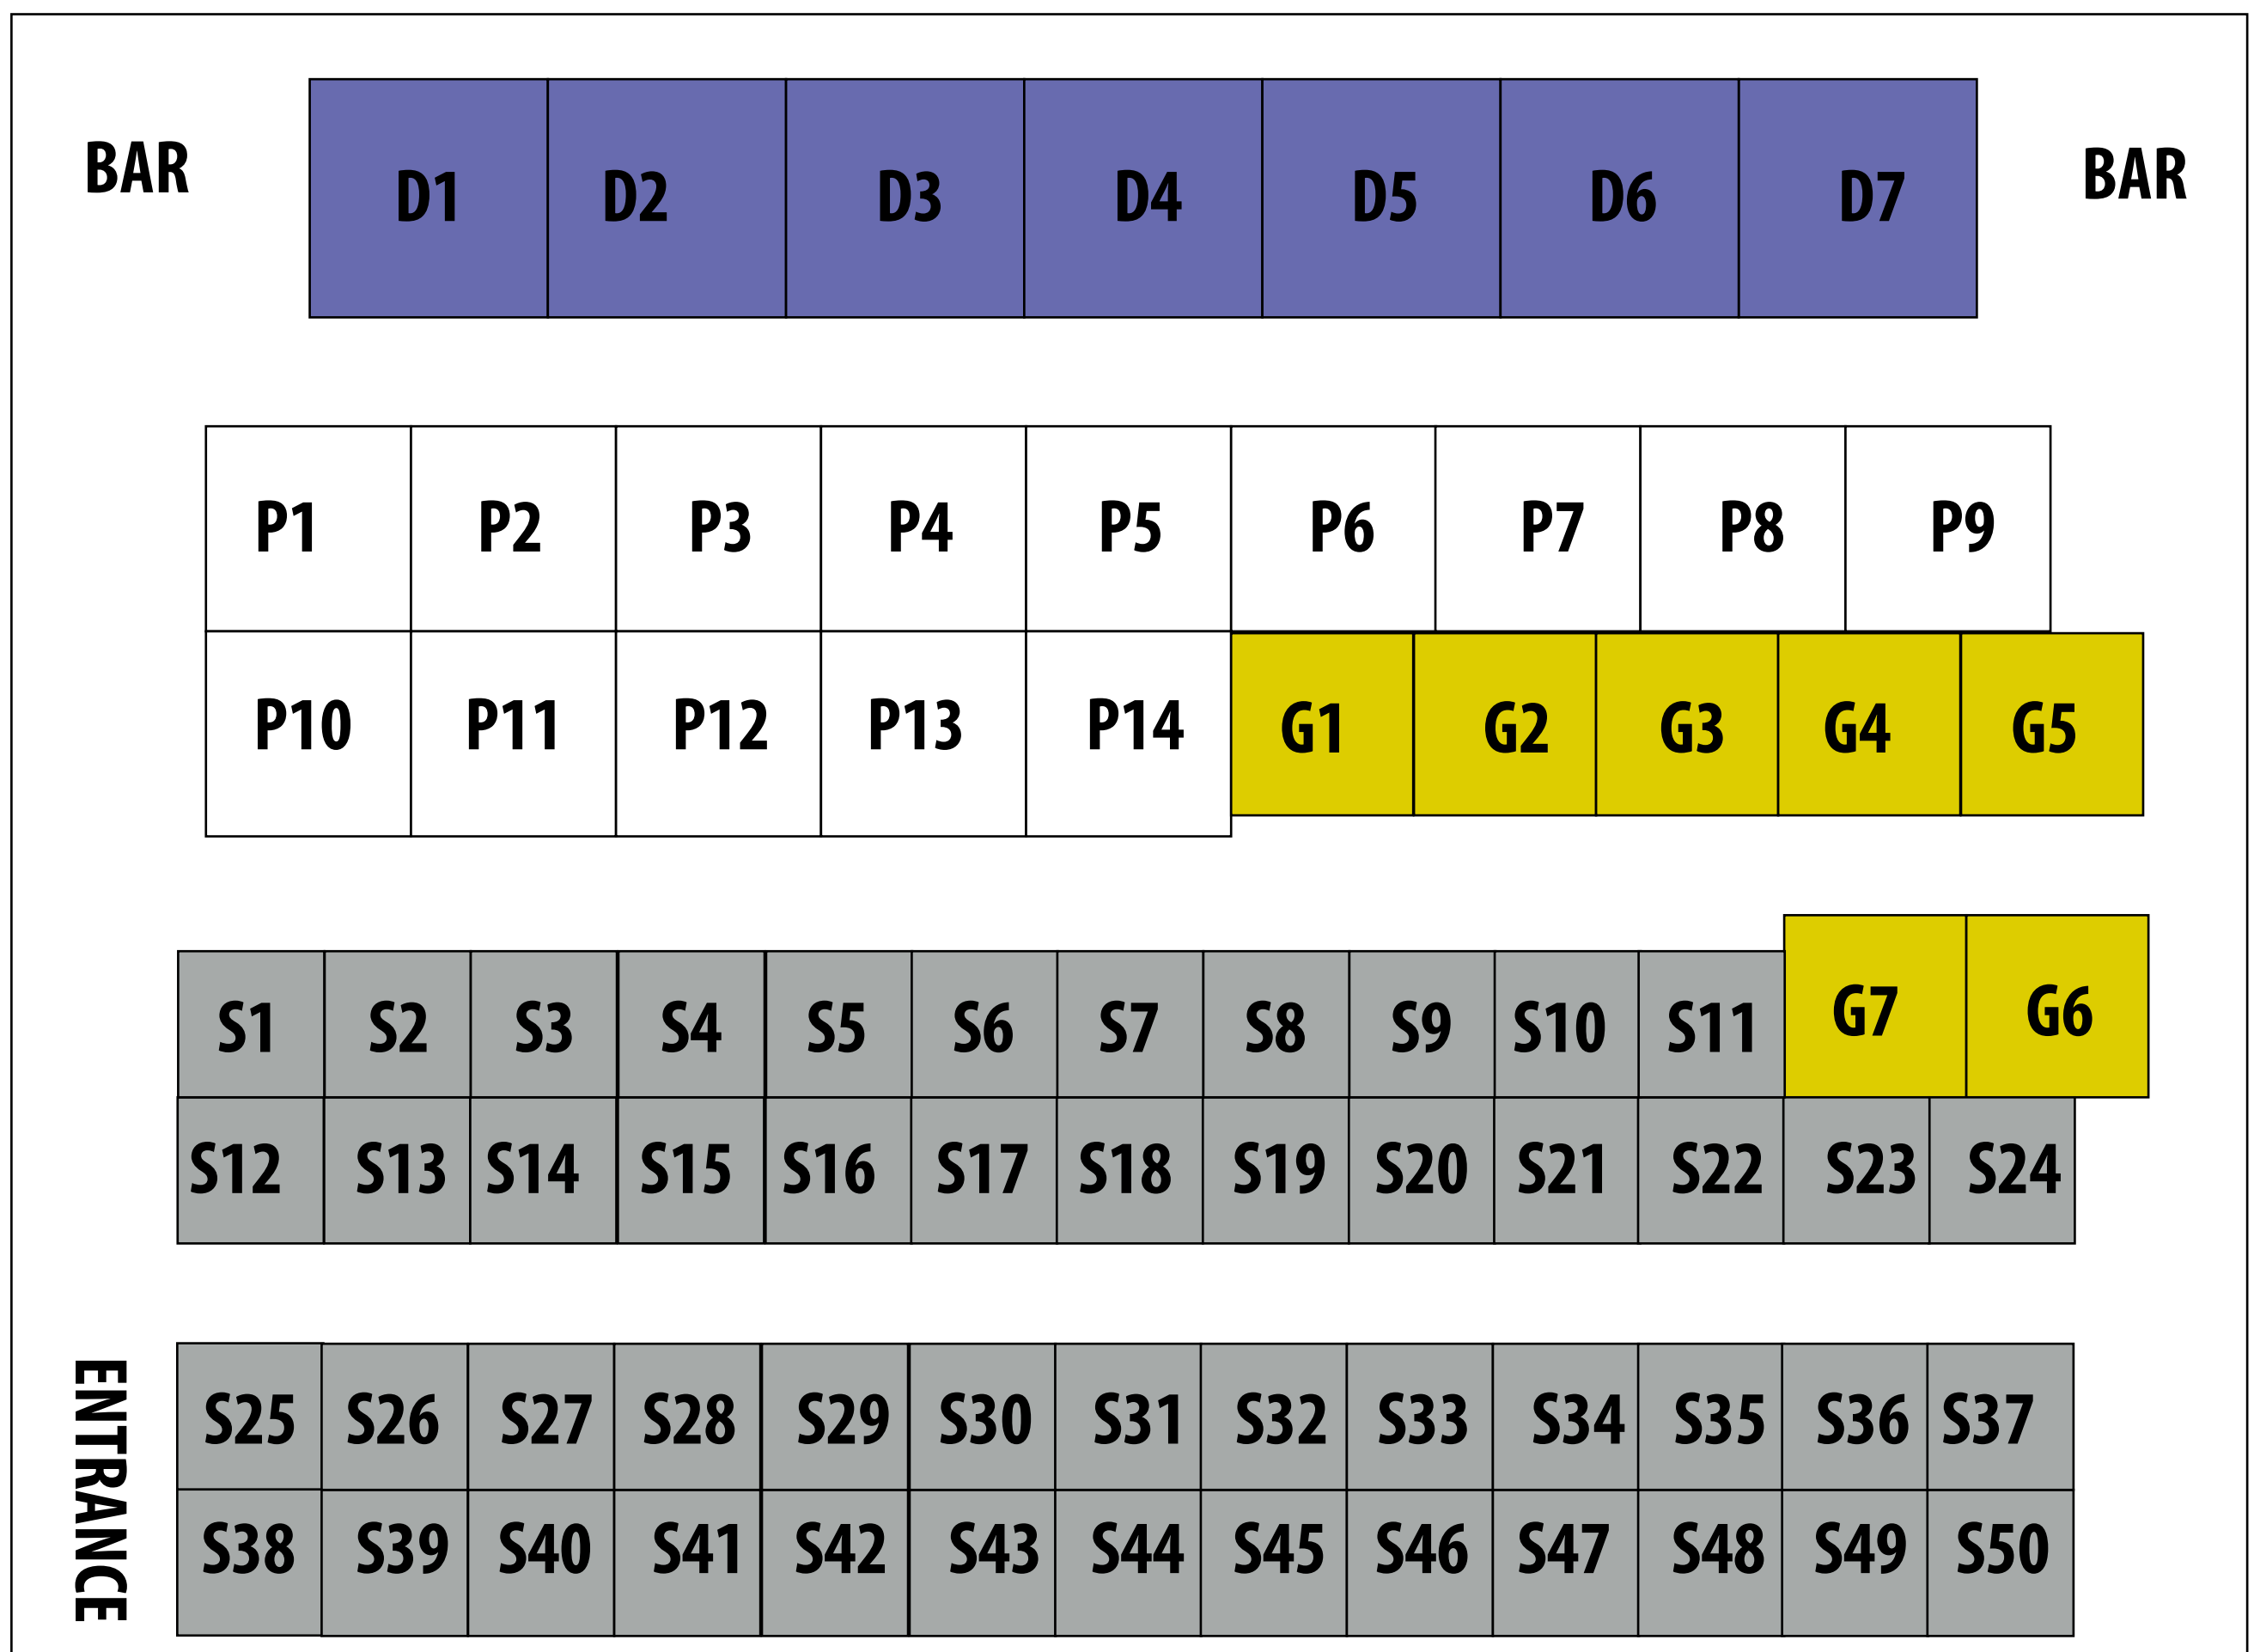 BAR D1 D2 D3 D4 D5 D6 D7 BAR
P1 P2 P3 P4 P5 P6 P7 P8 P9
P10 P11 P12 P13 P14 G1 G2 G3 G4 G5
S1 S2 S3 S4 S5 S6 S7 S8 S9 S10 S11 G7 G6
S12 S13 S14 S15 S16 S17 S18 S19 S20 S21 S22 S23 S24
ENTRANCE
S25 S26 S27 S28 S29 S30 S31 S32 S33 S34 S35 S36 S37
S38 S39 S40 S41 S42 S43 S44 S45 S46 S47 S48 S49 S50